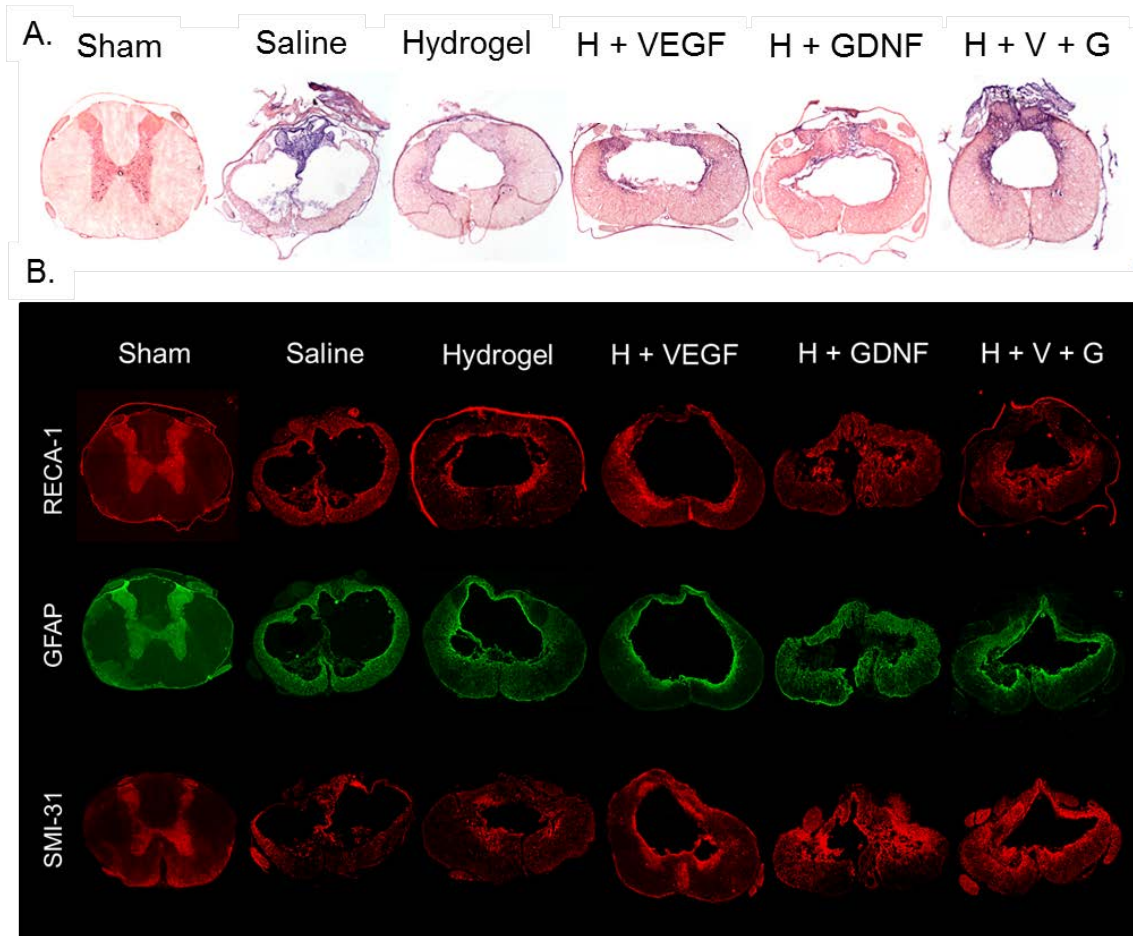 A.
Sham Saline Hydrogel H + VEGF H + GDNF H + V + G
B.
Sham Saline Hydrogel H + VEGF H + GDNF H + V + G
RECA-1
GFAP
SMI-31